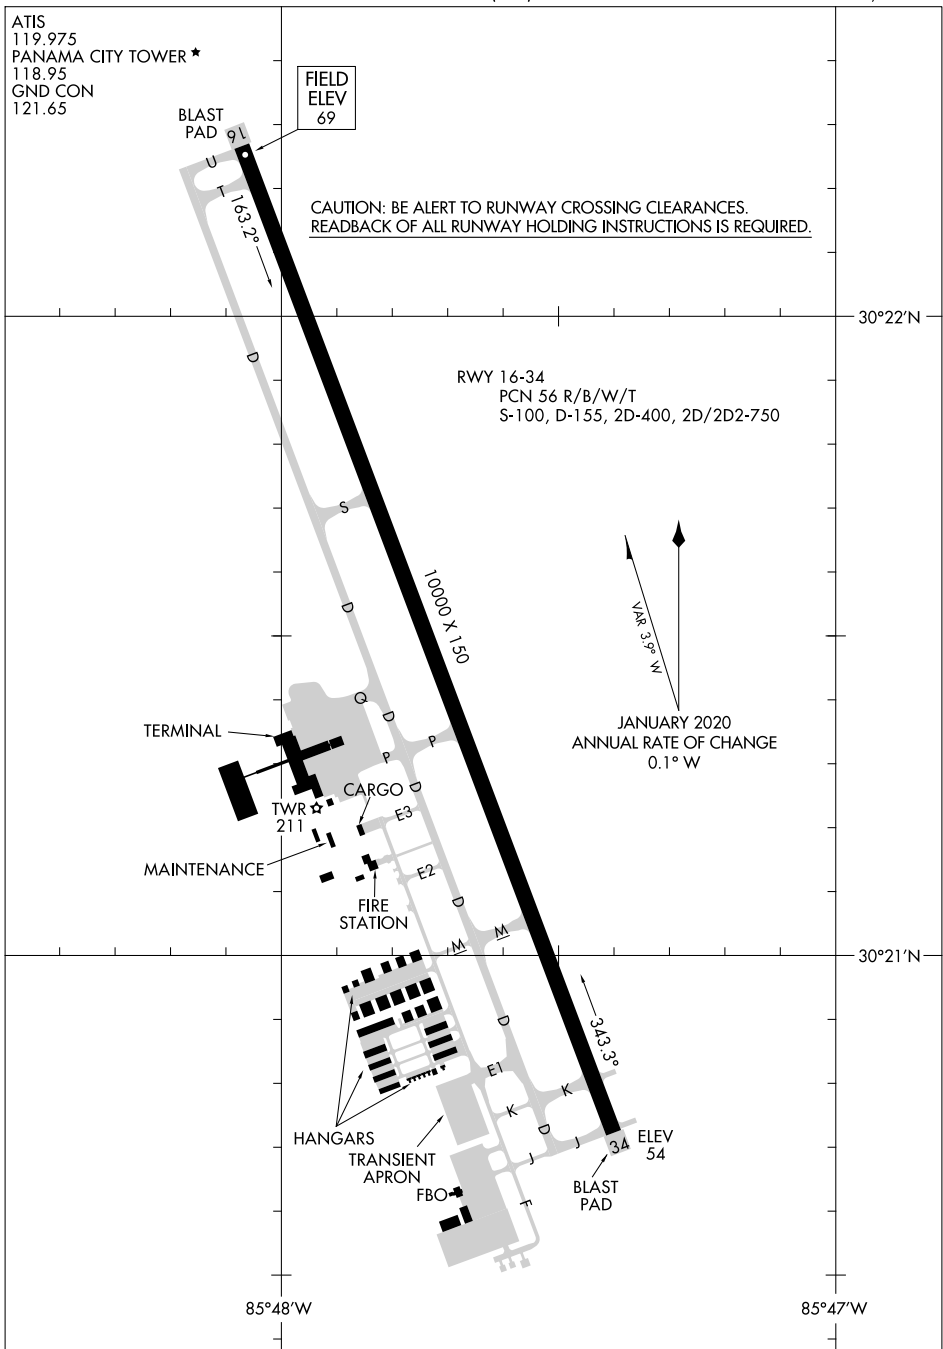 ATIS
119.975
PANAMA CITY TOWER ★
118.95
GND CON
121.65
FIELD
ELEV
69
BLAST
PAD
16
U
T
163.2°
CAUTION: BE ALERT TO RUNWAY CROSSING CLEARANCES.
READBACK OF ALL RUNWAY HOLDING INSTRUCTIONS IS REQUIRED.
30°22'N
D
RWY 16-34
PCN 56 R/B/W/T
S-100, D-155, 2D-400, 2D/2D2-750
S
10000 X 150
D
VAR 3.9° W
JANUARY 2020
ANNUAL RATE OF CHANGE
0.1° W
Q
D
TERMINAL
P
P
D
CARGO
TWR
211
E3
MAINTENANCE
E2
FIRE
STATION
D
M
M
30°21'N
D
343.3°
E1
K
K
HANGARS
D
J
J
34
ELEV
54
TRANSIENT
APRON
BLAST
PAD
FBO
F
85°48'W
85°47'W